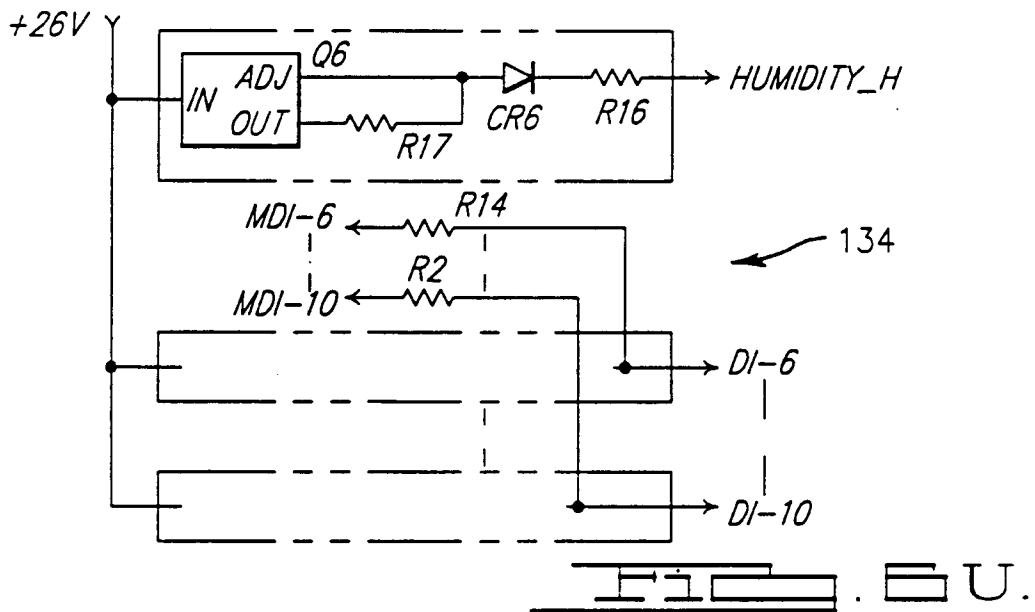 +26V
Q6
ADJ
IN
OUT
R17
CR6
R16
HUMIDITY_H
MDI-6
R14
134
R2
MDI-10
DI-6
DI-10
U.